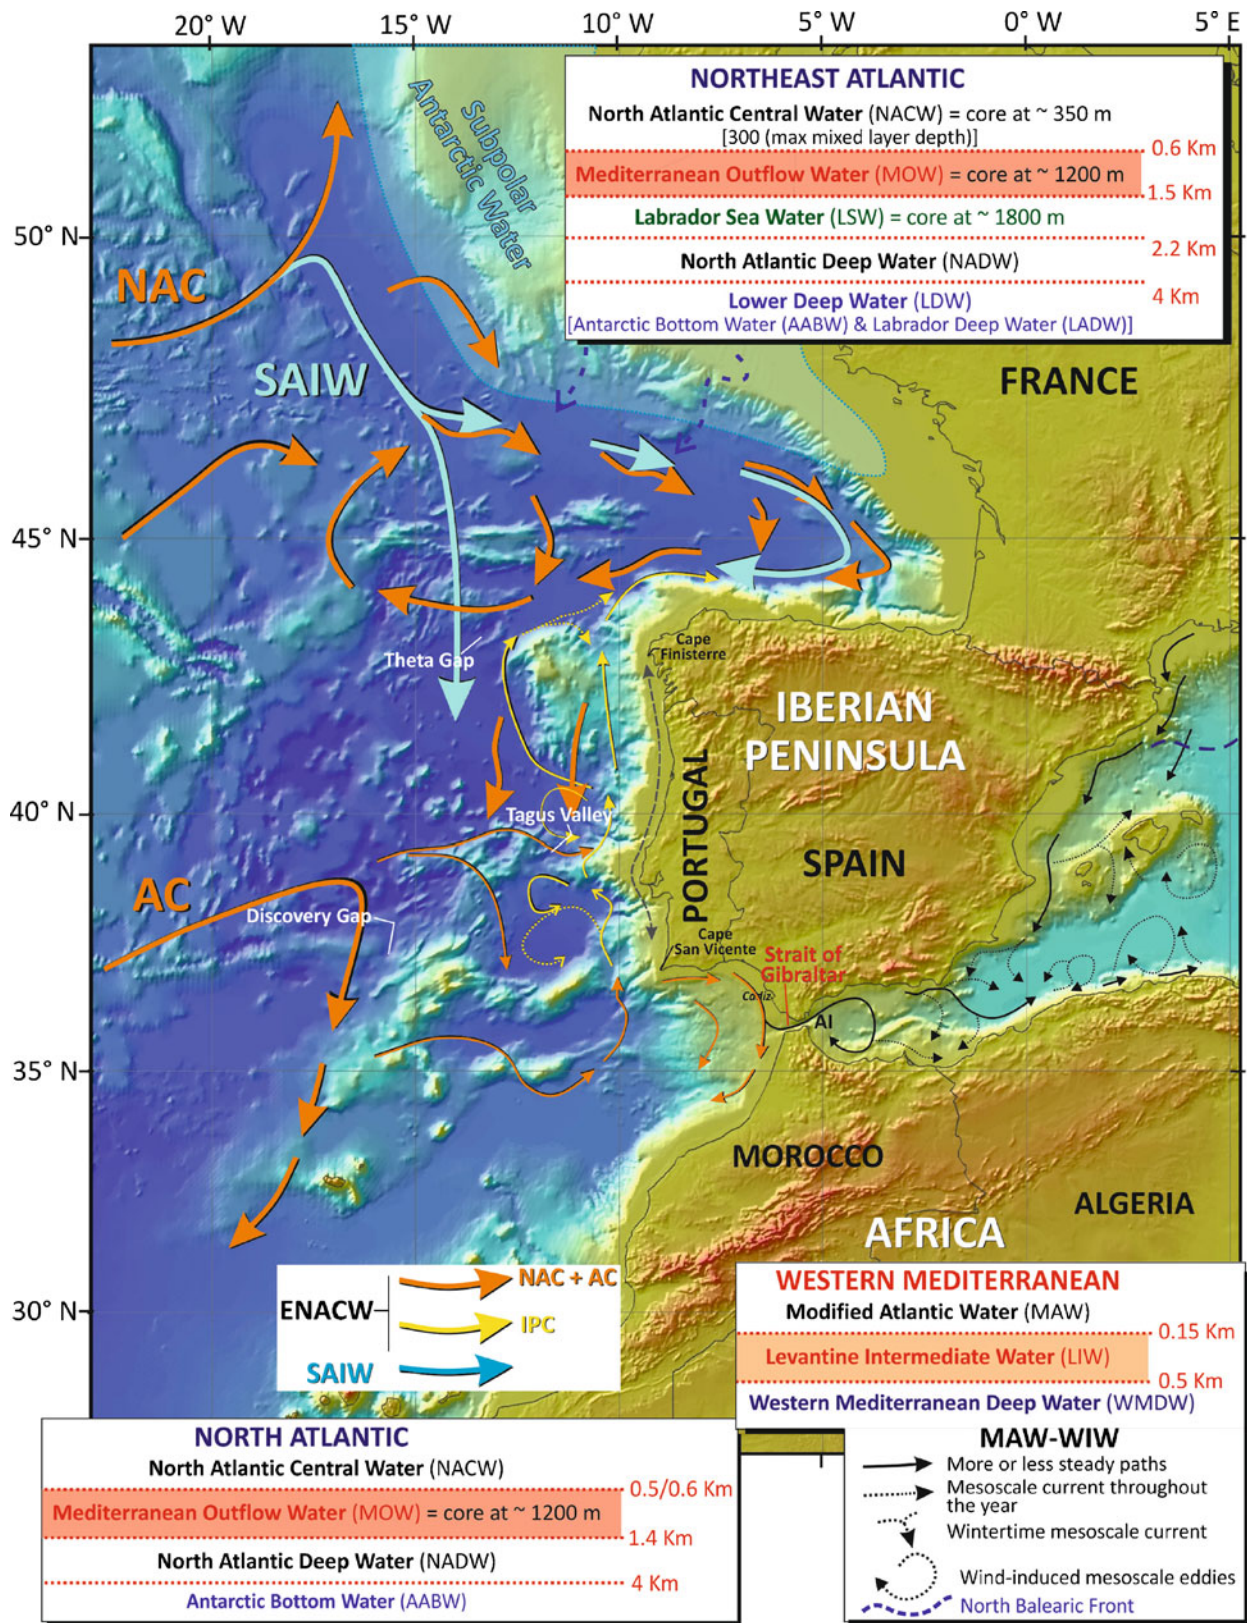 20° W
15° W
10° W
5° W
0° W
5° E
NORTHEAST ATLANTIC
North Atlantic Central Water (NACW) = core at ~ 350 m
[300 (max mixed layer depth)]
0.6 Km
Mediterranean Outflow Water (MOW) = core at ~ 1200 m
1.5 Km
Labrador Sea Water (LSW) = core at ~ 1800 m
2.2 Km
North Atlantic Deep Water (NADW)
4 Km
Lower Deep Water (LDW)
[Antarctic Bottom Water (AABW) & Labrador Deep Water (LADW)]
Subpolar
Antarctic Water
50° N
NAC
SAIW
FRANCE
45° N
Theta Gap
Cape
Finisterre
IBERIAN
PENINSULA
PORTUGAL
40° N
Tagus Valley
SPAIN
AC
Discovery Gap
Cape
San Vicente
Strait of
Gibraltar
Cadiz
AI
35° N
MOROCCO
ALGERIA
AFRICA
30° N
ENACW
NAC + AC
IPC
SAIW
WESTERN MEDITERRANEAN
Modified Atlantic Water (MAW)
0.15 Km
Levantine Intermediate Water (LIW)
0.5 Km
Western Mediterranean Deep Water (WMDW)
NORTH ATLANTIC
North Atlantic Central Water (NACW)
0.5/0.6 Km
Mediterranean Outflow Water (MOW) = core at ~ 1200 m
1.4 Km
North Atlantic Deep Water (NADW)
4 Km
Antarctic Bottom Water (AABW)
MAW-WIW
More or less steady paths
Mesoscale current throughout
the year
Wintertime mesoscale current
Wind-induced mesoscale eddies
North Balearic Front